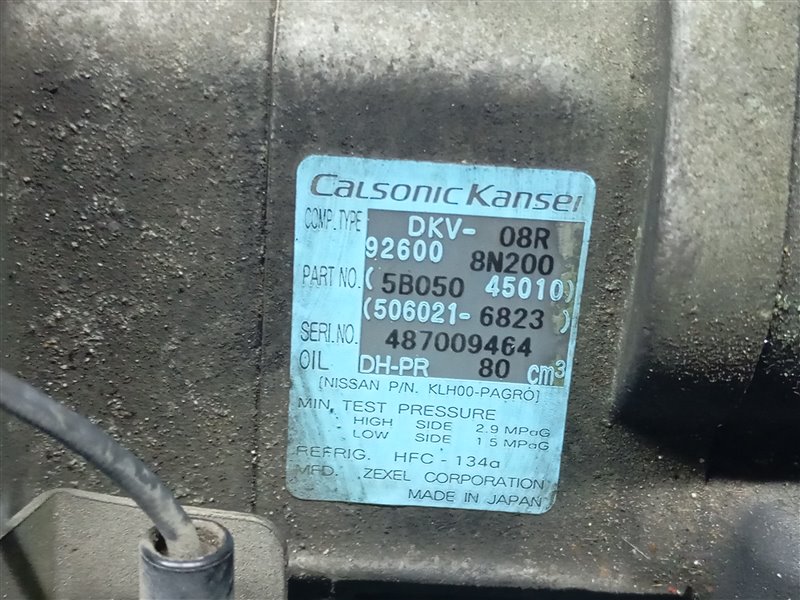 CALSONIC KANSEI
COMP. TYPE DKV- 08R
92600 8N200
PART NO. (5B050 45010)
(506021- 6823 )
SERI. NO. 487009464
OIL DH-PR 80 cm³
[NISSAN P/N. KLH00-PAGR0]
MIN. TEST PRESSURE
HIGH SIDE 2.9 MPaG
LOW SIDE 1.5 MPaG
REFRIG. HFC - 134a
MFD. ZEXEL CORPORATION
MADE IN JAPAN